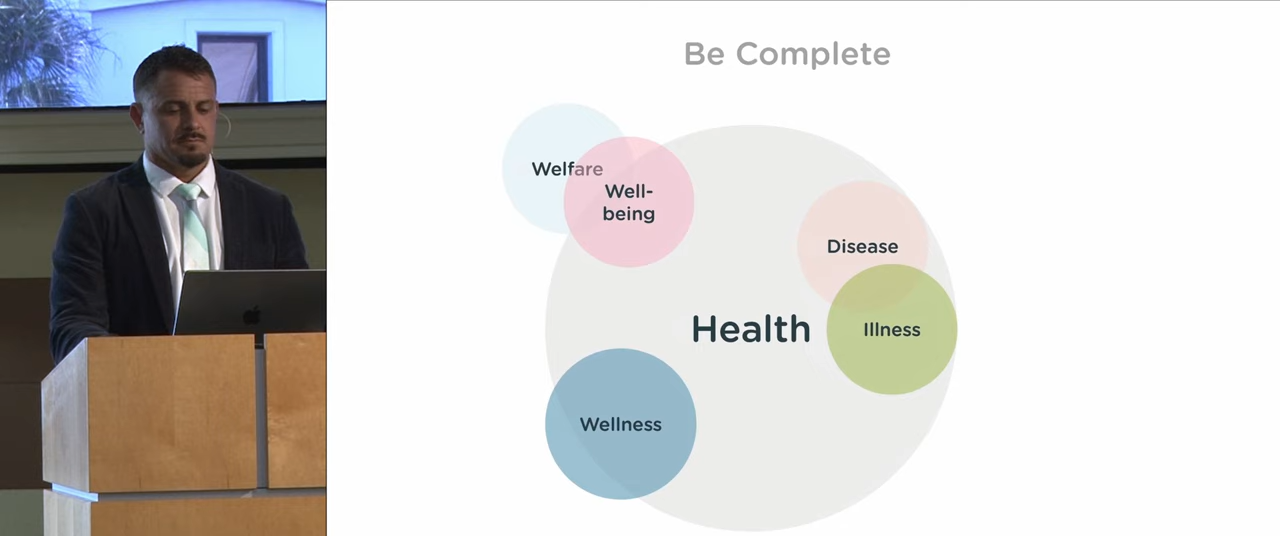 Be Complete
Welfare
Well-
being
Disease
Health
Illness
Wellness